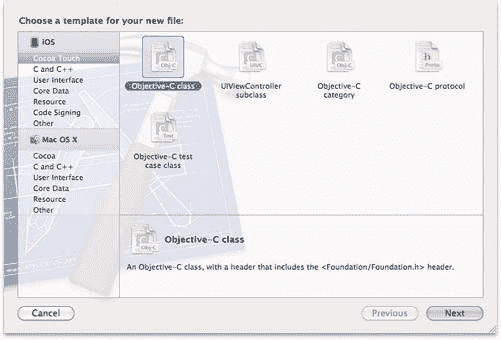 Choose a template for your new file:
iOS
Cocoa Touch
C and C++
User Interface
Core Data
Resource
Code Signing
Other
Mac OS X
Cocoa
C and C++
User Interface
Core Data
Resource
Other
Objective-C class
UIViewController
subclass
Objective-C
category
Objective-C protocol
Objective-C test
case class
Objective-C class
An Objective-C class, with a header that includes the <Foundation/Foundation.h> header.
Cancel
Previous
Next